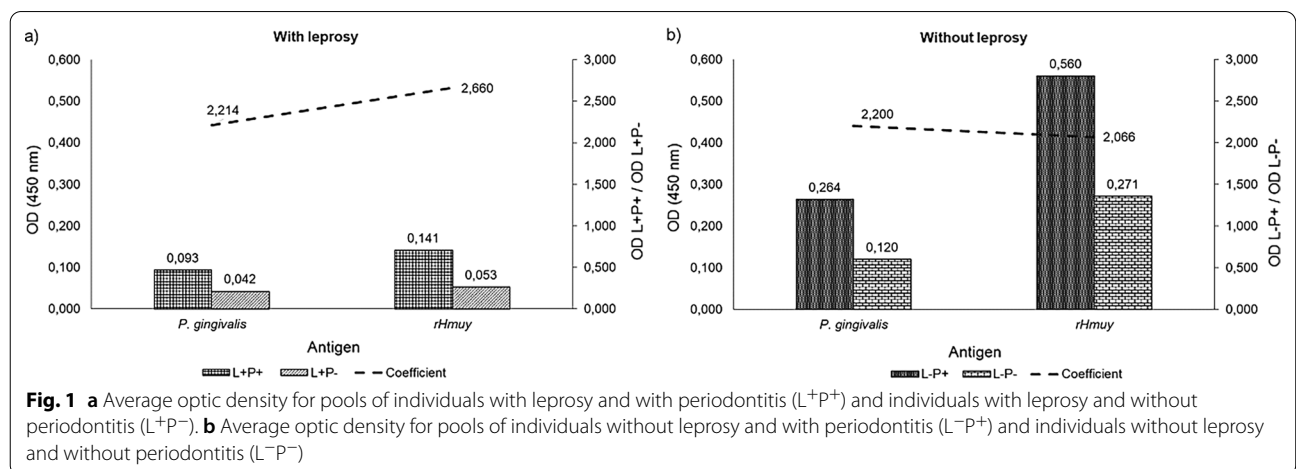 a)
With leprosy
0,600
0,500
0,400
0,300
0,200
0,100
0,000
OD (450 nm)
3,000
2,500
2,000
1,500
1,000
0,500
0,000
OD L+P+ / OD L+P-
2,214
2,660
0,093
0,042
0,141
0,053
P. gingivalis
rHmuy
Antigen
L+P+ L+P- Coefficient
b)
Without leprosy
0,600
0,500
0,400
0,300
0,200
0,100
0,000
OD (450 nm)
3,000
2,500
2,000
1,500
1,000
0,500
0,000
OD L-P+ / OD L-P-
2,200
2,066
0,264
0,120
0,560
0,271
P. gingivalis
rHmuy
Antigen
L-P+ L-P- Coefficient
Fig. 1 a Average optic density for pools of individuals with leprosy and with periodontitis (L⁺P⁺) and individuals with leprosy and without
periodontitis (L⁺P⁻). b Average optic density for pools of individuals without leprosy and with periodontitis (L⁻P⁺) and individuals without leprosy
and without periodontitis (L⁻P⁻)